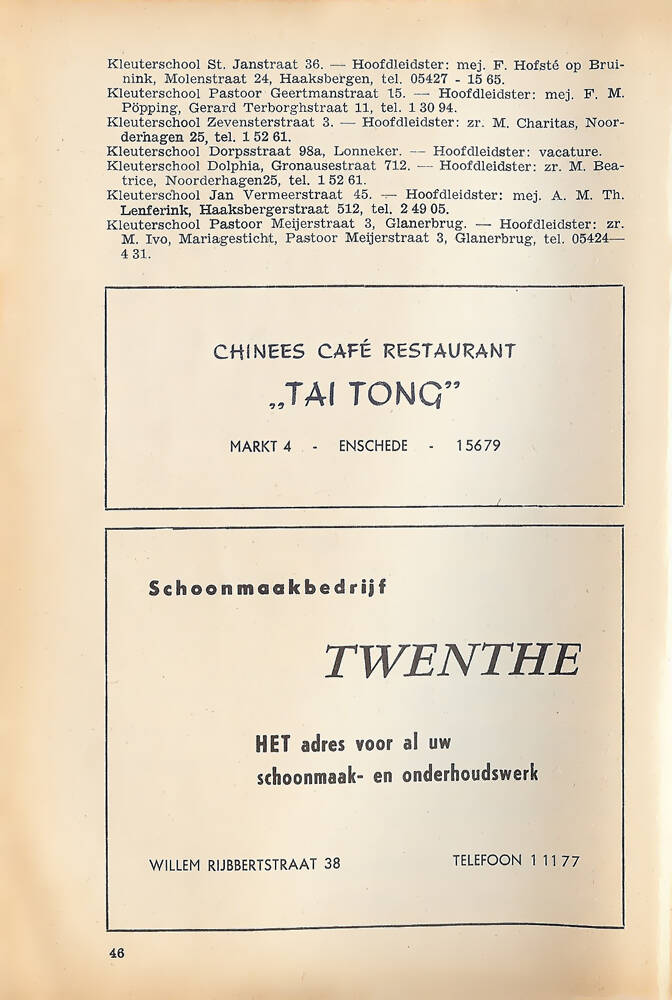 Kleuterschool St. Janstraat 36. — Hoofdleidster: mej. F. Hofsté op Brui-
nink, Molenstraat 24, Haaksbergen, tel. 05427 - 15 65.
Kleuterschool Pastoor Geertmanstraat 15. — Hoofdleidster: mej. F. M.
Pöpping, Gerard Terborghstraat 11, tel. 1 30 94.
Kleuterschool Zevensterstraat 3. — Hoofdleidster: zr. M. Charitas, Noor-
derhagen 25, tel. 1 52 61.
Kleuterschool Dorpsstraat 98a, Lonneker. — Hoofdleidster: vacature.
Kleuterschool Dolphia, Gronausestraat 712. — Hoofdleidster: zr. M. Bea-
trice, Noorderhagen25, tel. 1 52 61.
Kleuterschool Jan Vermeerstraat 45. — Hoofdleidster: mej. A. M. Th.
Lenferink, Haaksbergerstraat 512, tel. 2 49 05.
Kleuterschool Pastoor Meijerstraat 3, Glanerbrug. — Hoofdleidster: zr.
M. Ivo, Mariagesticht, Pastoor Meijerstraat 3, Glanerbrug, tel. 05424—
4 31.
CHINEES CAFÉ RESTAURANT
„TAI TONG”
MARKT 4 - ENSCHEDE - 15679
Schoonmaakbedrijf
TWENTHE
HET adres voor al uw
schoonmaak- en onderhoudswerk
WILLEM RIJBBERTSTRAAT 38 TELEFOON 1 11 77
46